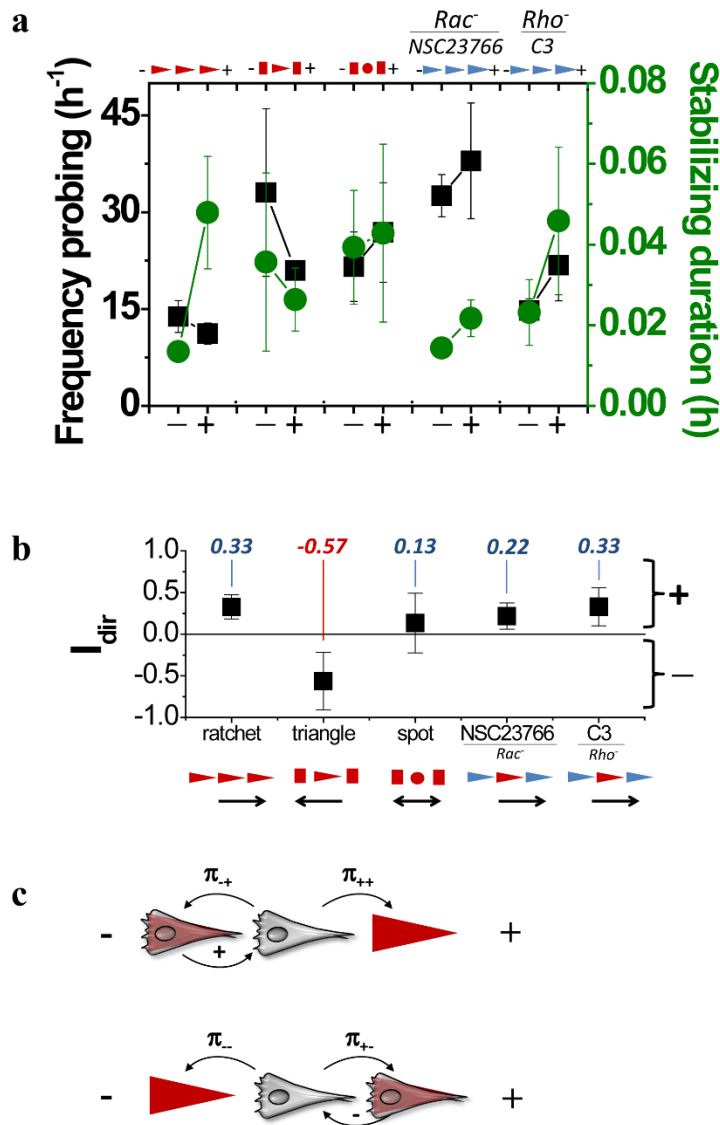 a
Rac-
NSC23766
Rho-
C3
- +
- +
- +
- +
- +
Frequency probing (h-1)
45
30
15
0
0.08
0.06
0.04
0.02
0.00
Stabilizing duration (h)
— + — + — + — + — +
b
0.33 -0.57 0.13 0.22 0.33
Idir
1.0
0.5
0.0
-0.5
-1.0
+
—
ratchet triangle spot NSC23766 C3
Rac- Rho-
c
π-+ π++
- +
+
π-- π+-
- +
-